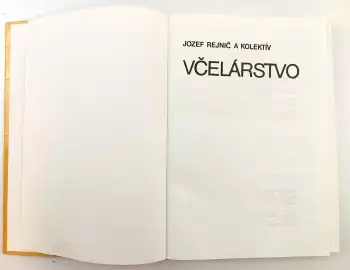 JOZEF REJNIČ A KOLEKTÍV
VČELÁRSTVO